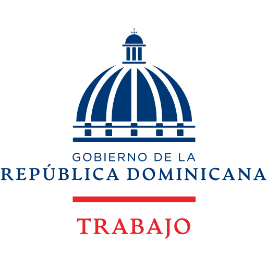 GOBIERNO DE LA
REPÚBLICA DOMINICANA
TRABAJO